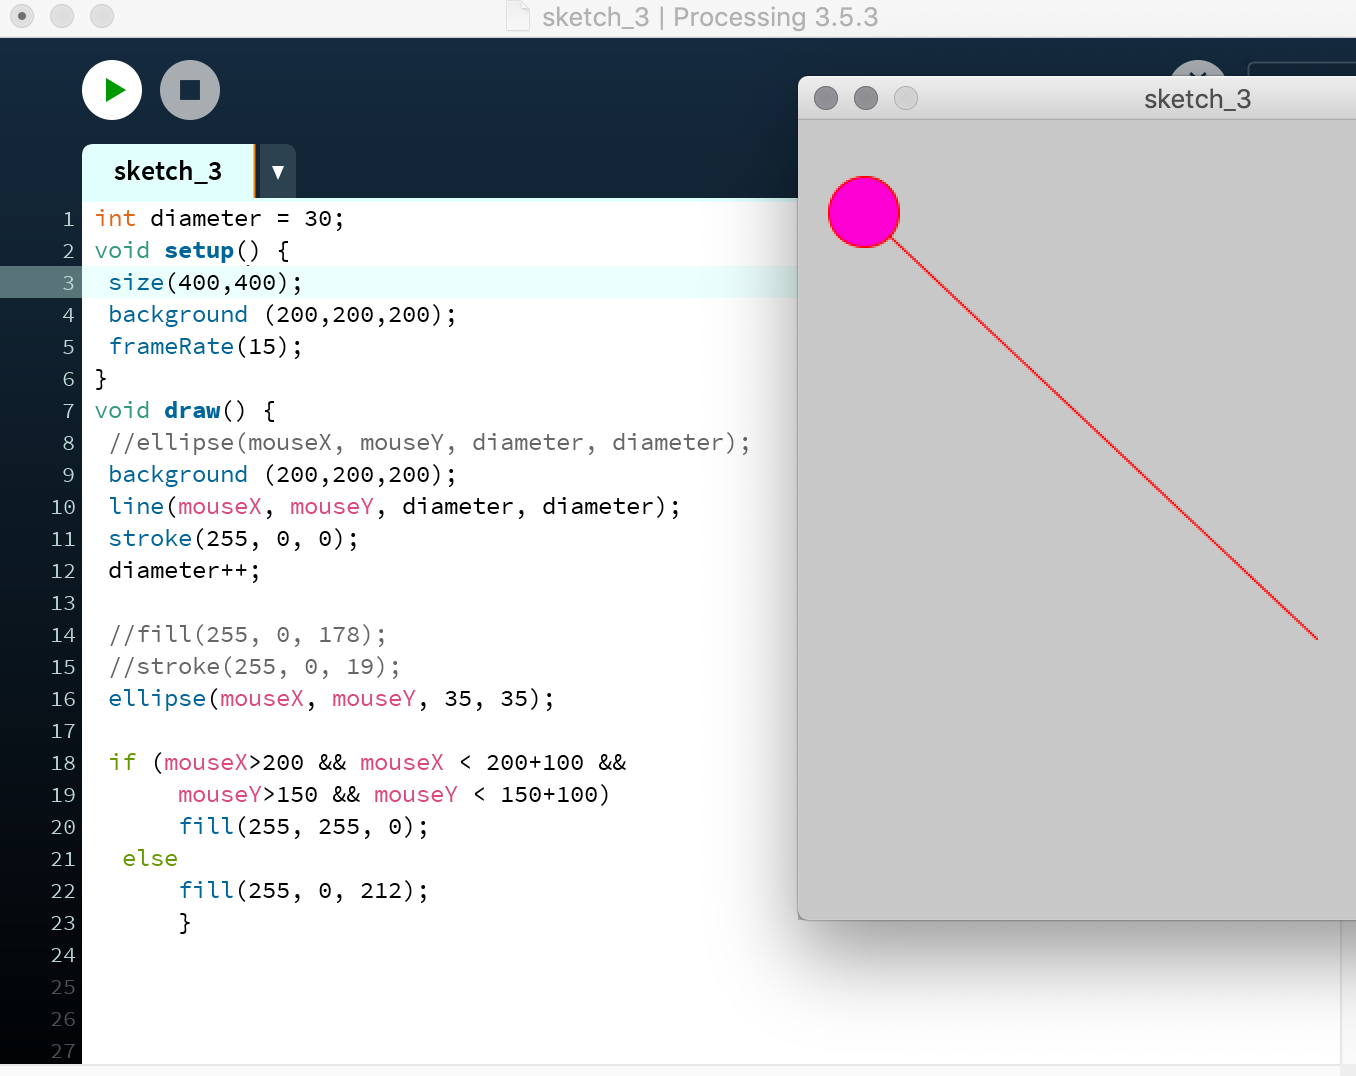 sketch_3 | Processing 3.5.3
sketch_3
sketch_3
1 int diameter = 30;
2 void setup() {
3 size(400,400);
4 background (200,200,200);
5 frameRate(15);
6 }
7 void draw() {
8 //ellipse(mouseX, mouseY, diameter, diameter);
9 background (200,200,200);
10 line(mouseX, mouseY, diameter, diameter);
11 stroke(255, 0, 0);
12 diameter++;
13
14 //fill(255, 0, 178);
15 //stroke(255, 0, 19);
16 ellipse(mouseX, mouseY, 35, 35);
17
18 if (mouseX>200 && mouseX < 200+100 &&
19 mouseY>150 && mouseY < 150+100)
20 fill(255, 255, 0);
21 else
22 fill(255, 0, 212);
23 }
24
25
26
27